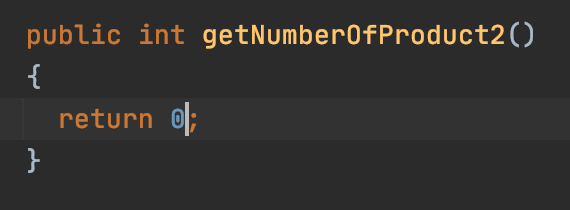 public int getNumberOfProduct2()
{
  return 0;
}